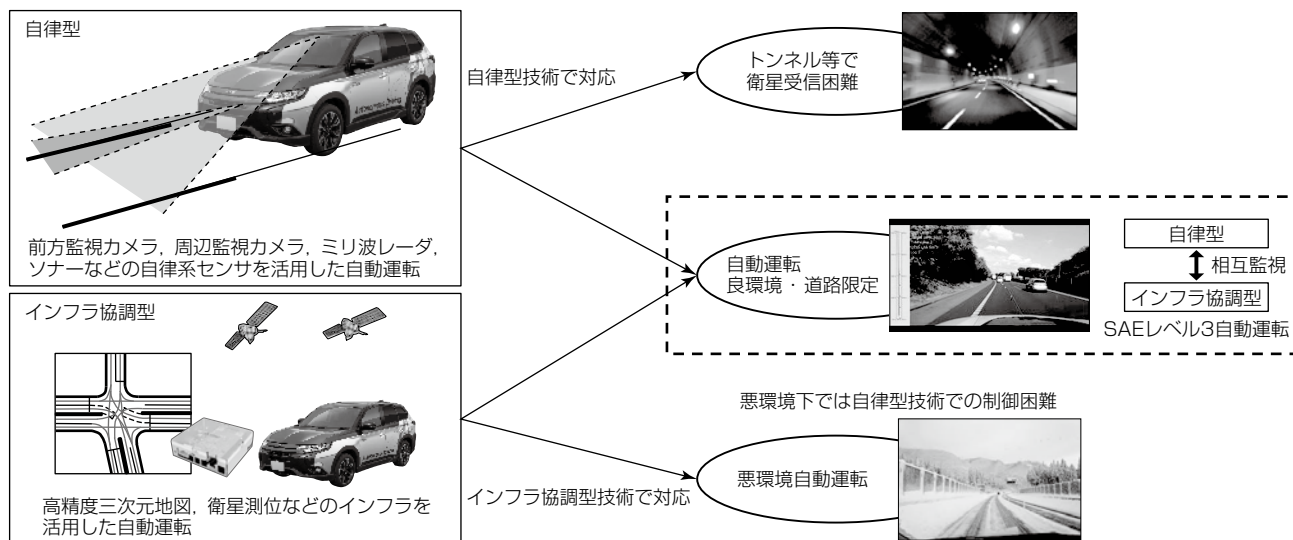 自律型
前方監視カメラ，周辺監視カメラ，ミリ波レーダ，
ソナーなどの自律系センサを活用した自動運転
インフラ協調型
高精度三次元地図，衛星測位などのインフラを
活用した自動運転
自律型技術で対応
トンネル等で
衛星受信困難
自動運転
良環境・道路限定
自律型
相互監視
インフラ協調型
SAEレベル3自動運転
悪環境下では自律型技術での制御困難
インフラ協調型技術で対応
悪環境自動運転